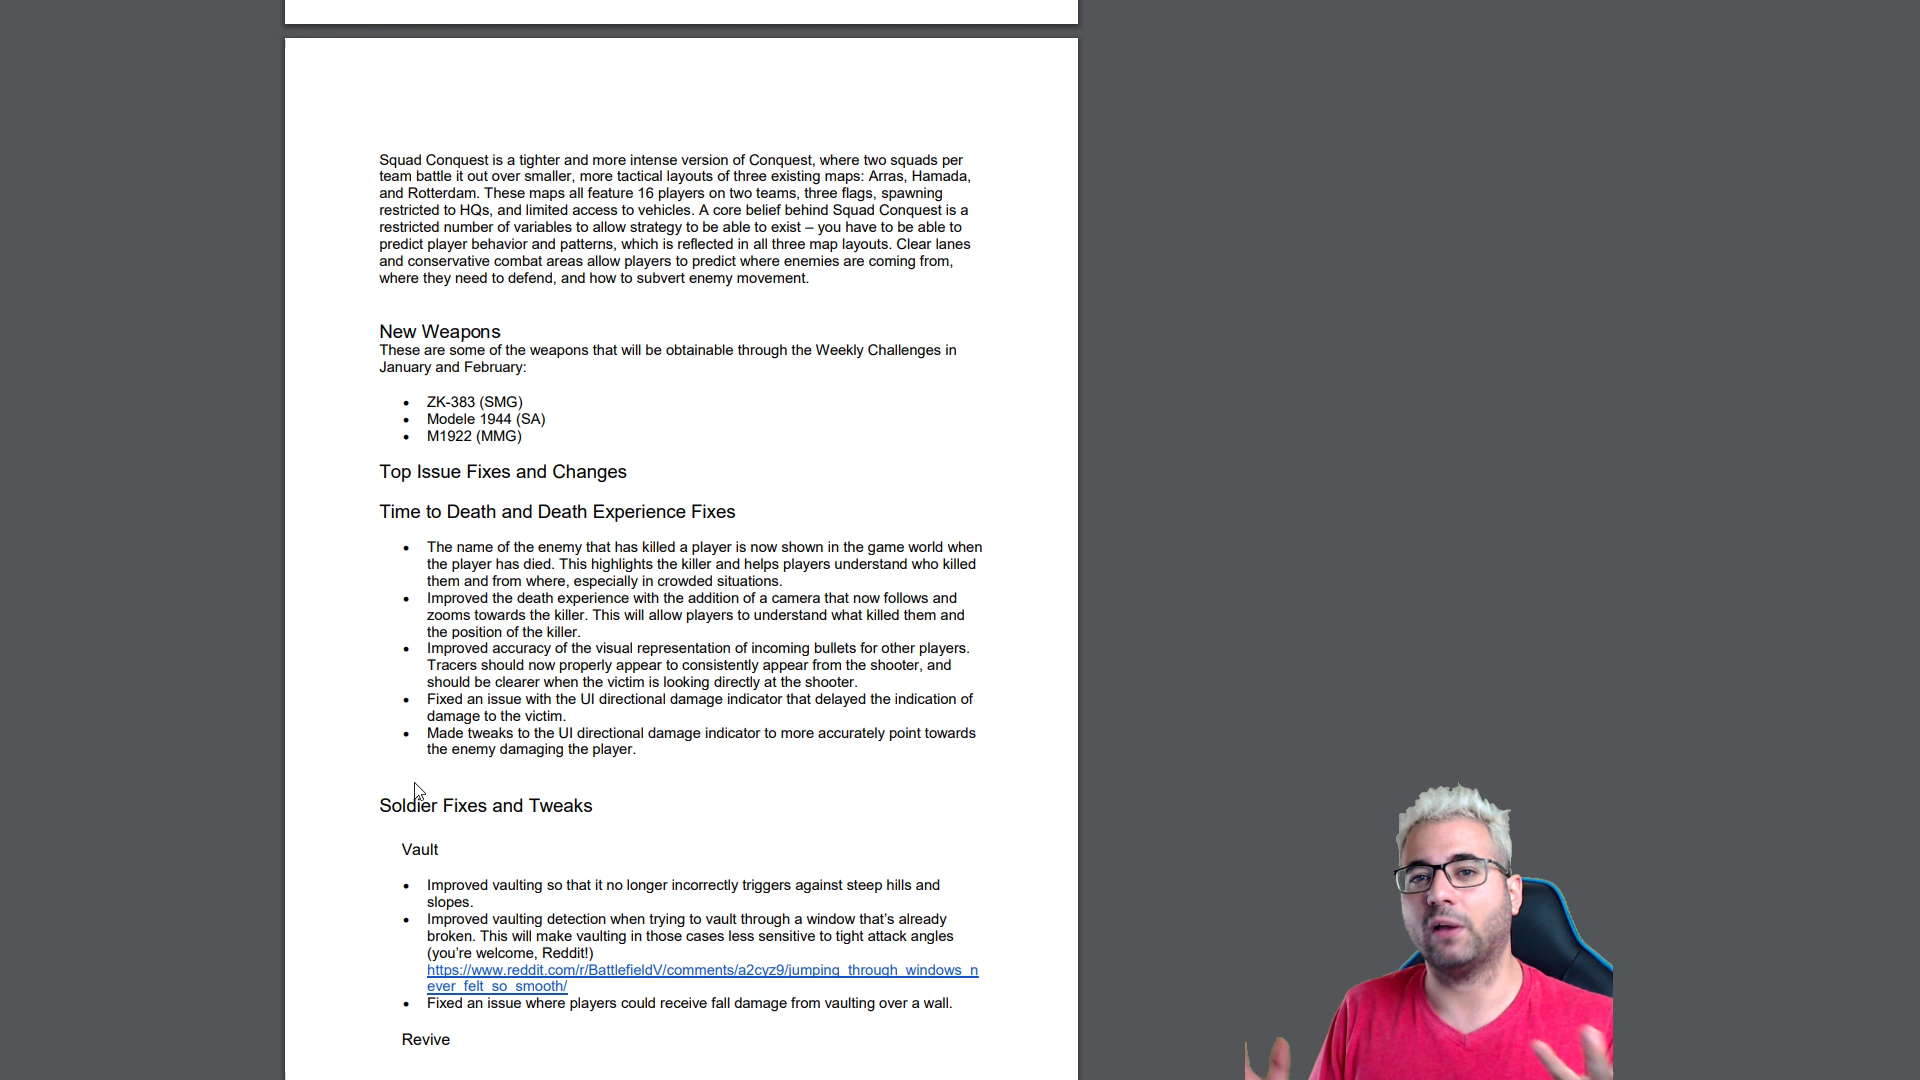 Squad Conquest is a tighter and more intense version of Conquest, where two squads per
team battle it out over smaller, more tactical layouts of three existing maps: Arras, Hamada,
and Rotterdam. These maps all feature 16 players on two teams, three flags, spawning
restricted to HQs, and limited access to vehicles. A core belief behind Squad Conquest is a
restricted number of variables to allow strategy to be able to exist – you have to be able to
predict player behavior and patterns, which is reflected in all three map layouts. Clear lanes
and conservative combat areas allow players to predict where enemies are coming from,
where they need to defend, and how to subvert enemy movement.
New Weapons
These are some of the weapons that will be obtainable through the Weekly Challenges in
January and February:
• ZK-383 (SMG)
• Modele 1944 (SA)
• M1922 (MMG)
Top Issue Fixes and Changes
Time to Death and Death Experience Fixes
• The name of the enemy that has killed a player is now shown in the game world when
the player has died. This highlights the killer and helps players understand who killed
them and from where, especially in crowded situations.
• Improved the death experience with the addition of a camera that now follows and
zooms towards the killer. This will allow players to understand what killed them and
the position of the killer.
• Improved accuracy of the visual representation of incoming bullets for other players.
Tracers should now properly appear to consistently appear from the shooter, and
should be clearer when the victim is looking directly at the shooter.
• Fixed an issue with the UI directional damage indicator that delayed the indication of
damage to the victim.
• Made tweaks to the UI directional damage indicator to more accurately point towards
the enemy damaging the player.
Soldier Fixes and Tweaks
Vault
• Improved vaulting so that it no longer incorrectly triggers against steep hills and
slopes.
• Improved vaulting detection when trying to vault through a window that's already
broken. This will make vaulting in those cases less sensitive to tight attack angles
(you're welcome, Reddit!)
https://www.reddit.com/r/BattlefieldV/comments/a2cyz9/jumping_through_windows_n
ever_felt_so_smooth/
• Fixed an issue where players could receive fall damage from vaulting over a wall.
Revive